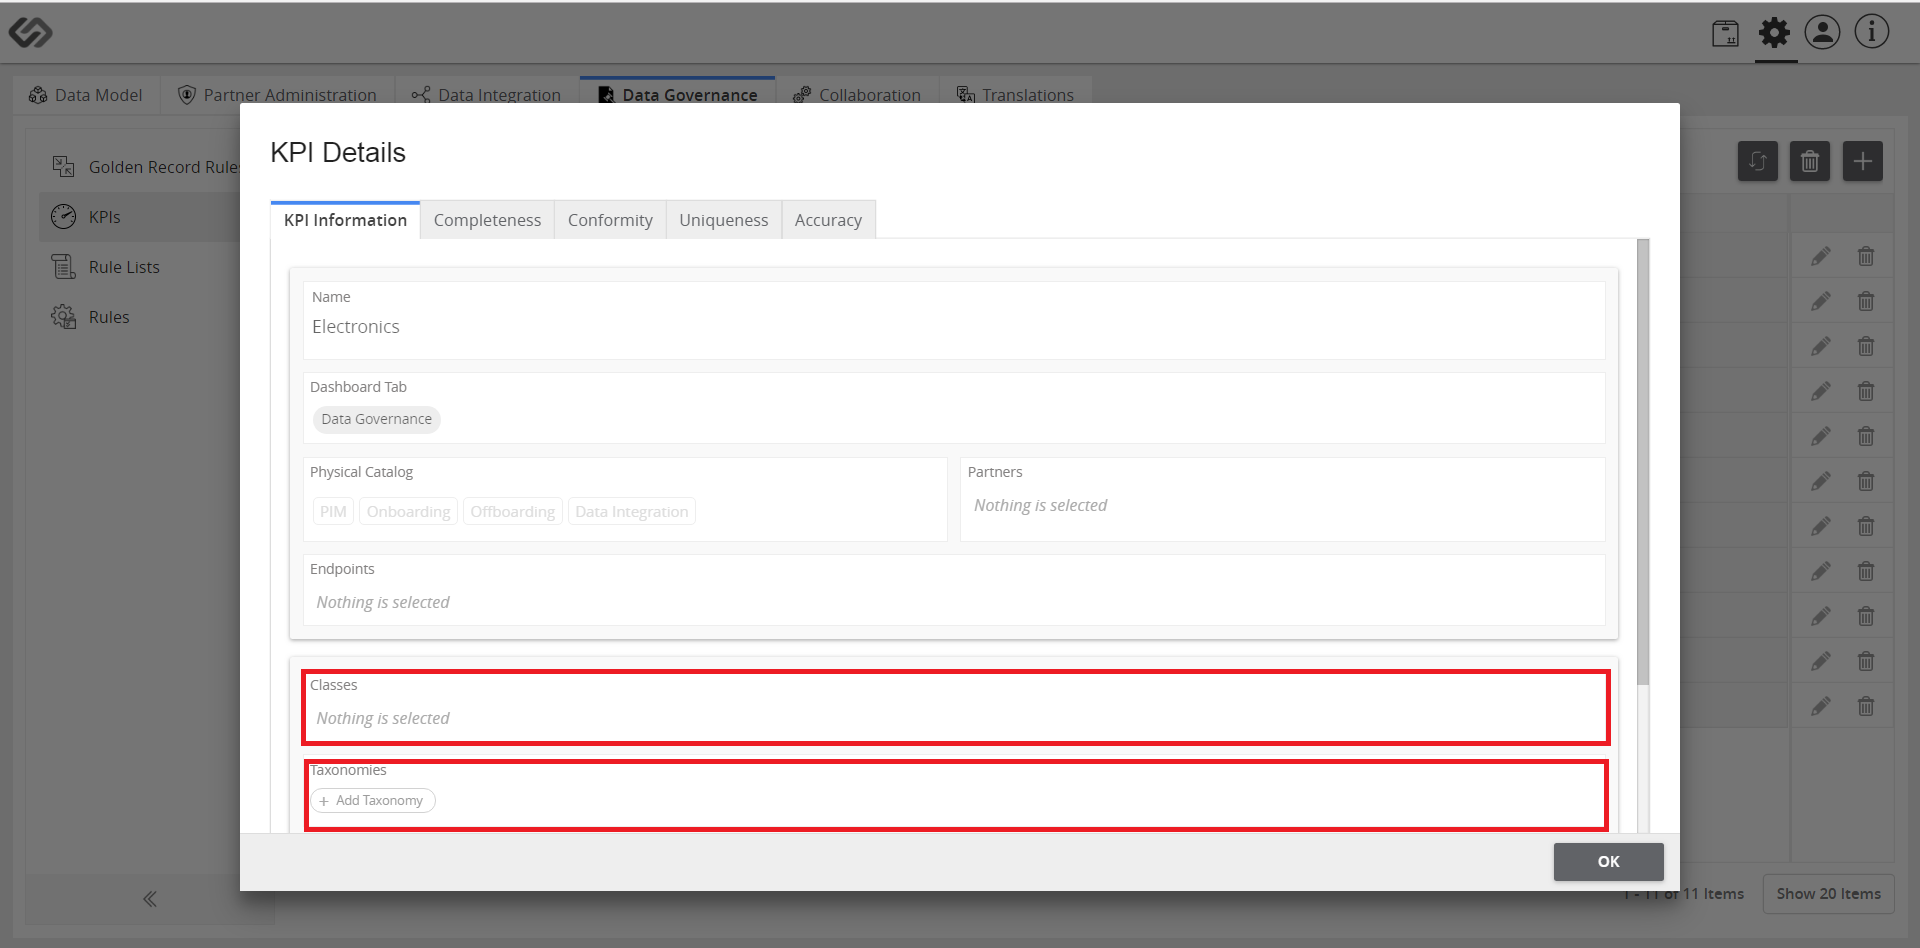 Data Model
Partner Administration
Data Integration
Data Governance
Collaboration
Translations
Golden Record Rules
KPIs
Rule Lists
Rules
KPI Details
KPI Information
Completeness
Conformity
Uniqueness
Accuracy
Name
Electronics
Dashboard Tab
Data Governance
Physical Catalog
PIM
Onboarding
Offboarding
Data Integration
Partners
Nothing is selected
Endpoints
Nothing is selected
Classes
Nothing is selected
Taxonomies
+ Add Taxonomy
OK
1 - 11 of 11 Items
Show 20 Items